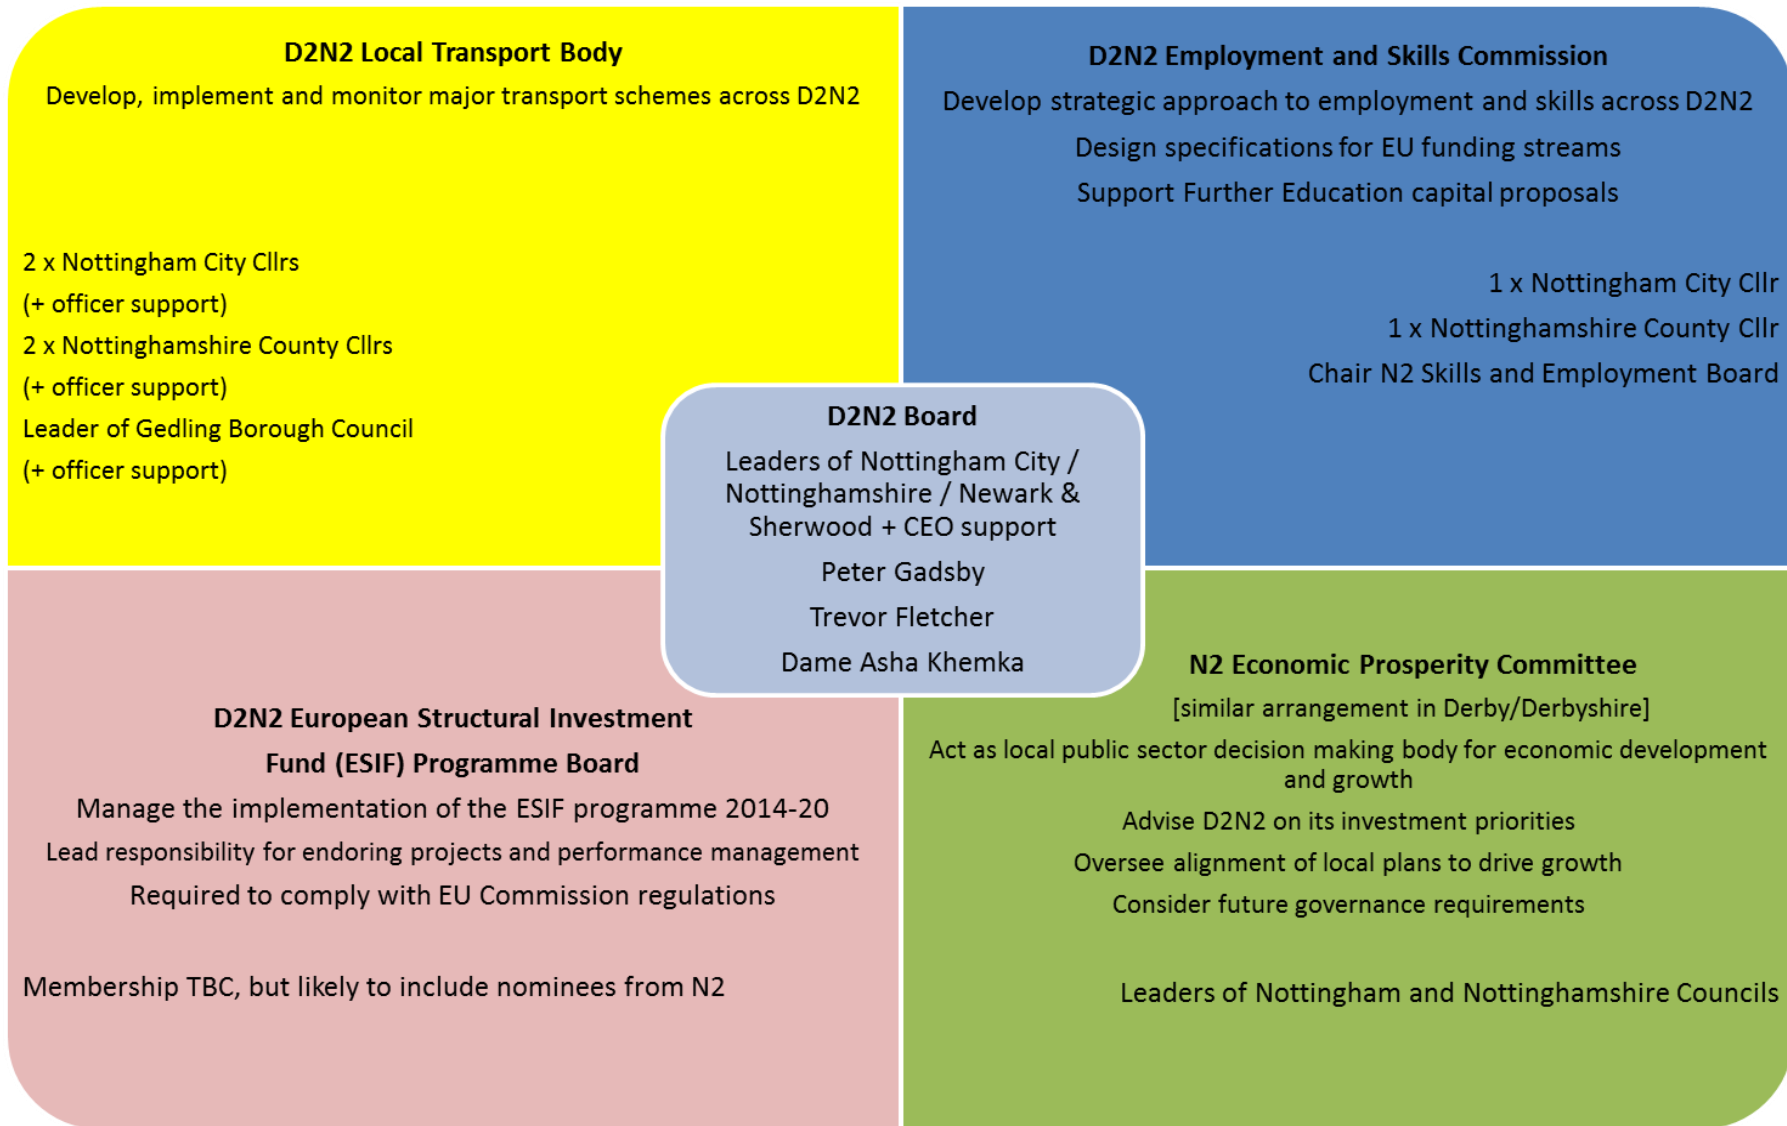 D2N2 Local Transport Body
Develop, implement and monitor major transport schemes across D2N2
2 x Nottingham City Cllrs
(+ officer support)
2 x Nottinghamshire County Cllrs
(+ officer support)
Leader of Gedling Borough Council
(+ officer support)
D2N2 Employment and Skills Commission
Develop strategic approach to employment and skills across D2N2
Design specifications for EU funding streams
Support Further Education capital proposals
1 x Nottingham City Cllr
1 x Nottinghamshire County Cllr
Chair N2 Skills and Employment Board
D2N2 Board
Leaders of Nottingham City /
Nottinghamshire / Newark &
Sherwood + CEO support
Peter Gadsby
Trevor Fletcher
Dame Asha Khemka
D2N2 European Structural Investment
Fund (ESIF) Programme Board
Manage the implementation of the ESIF programme 2014-20
Lead responsibility for endoring projects and performance management
Required to comply with EU Commission regulations
Membership TBC, but likely to include nominees from N2
N2 Economic Prosperity Committee
[similar arrangement in Derby/Derbyshire]
Act as local public sector decision making body for economic development
and growth
Advise D2N2 on its investment priorities
Oversee alignment of local plans to drive growth
Consider future governance requirements
Leaders of Nottingham and Nottinghamshire Councils